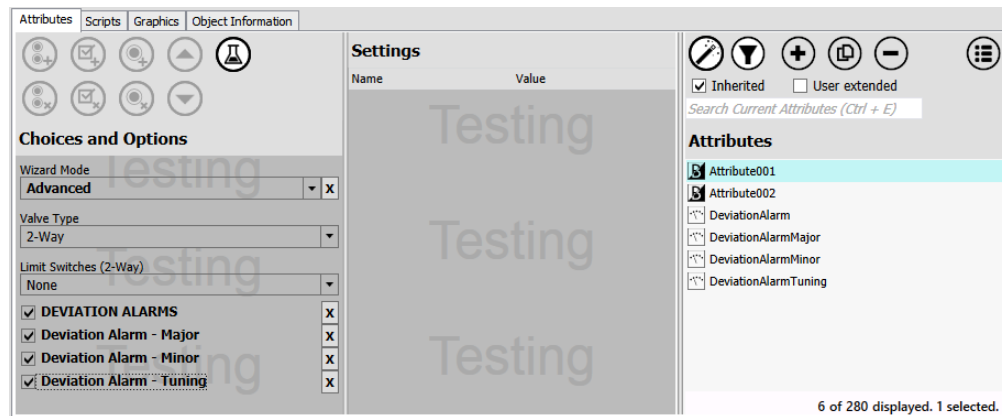 Attributes Scripts Graphics Object Information
Choices and Options
Wizard Mode
Advanced x
Valve Type
2-Way
Limit Switches (2-Way)
None
DEVIATION ALARMS x
Deviation Alarm - Major x
Deviation Alarm - Minor x
Deviation Alarm - Tuning x
Testing
Testing
Testing
Settings
Name Value
Testing
Testing
Testing
Inherited User extended
Search Current Attributes (Ctrl + E)
Attributes
Attribute001
Attribute002
DeviationAlarm
DeviationAlarmMajor
DeviationAlarmMinor
DeviationAlarmTuning
6 of 280 displayed. 1 selected.